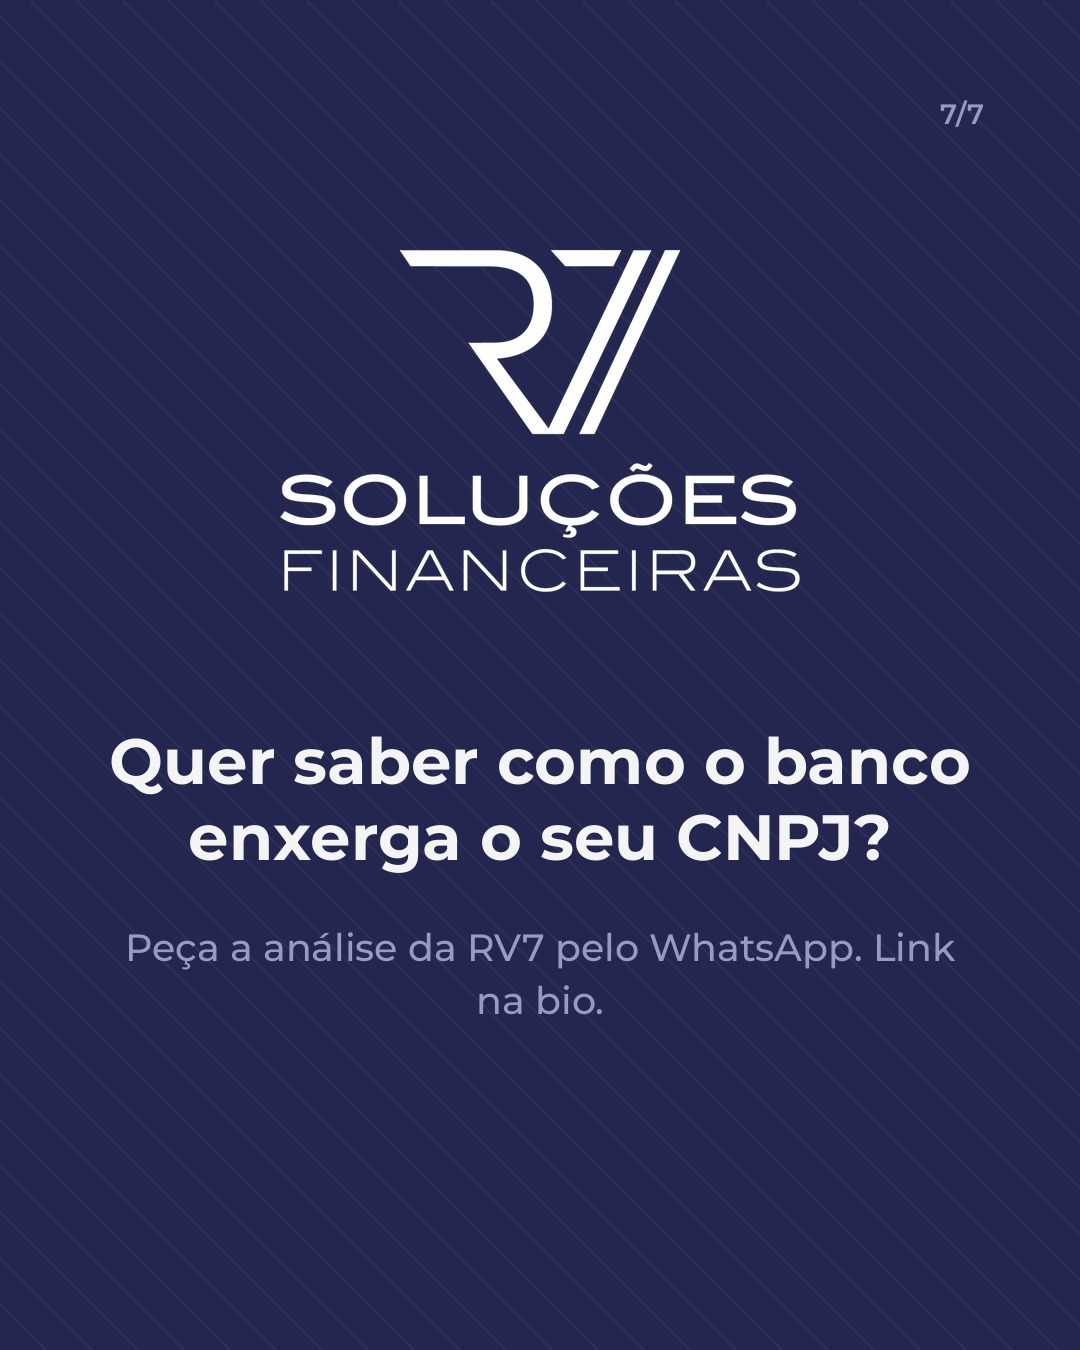 7/7
RV7
SOLUÇÕES
FINANCEIRAS
Quer saber como o banco
enxerga o seu CNPJ?
Peça a análise da RV7 pelo WhatsApp. Link
na bio.